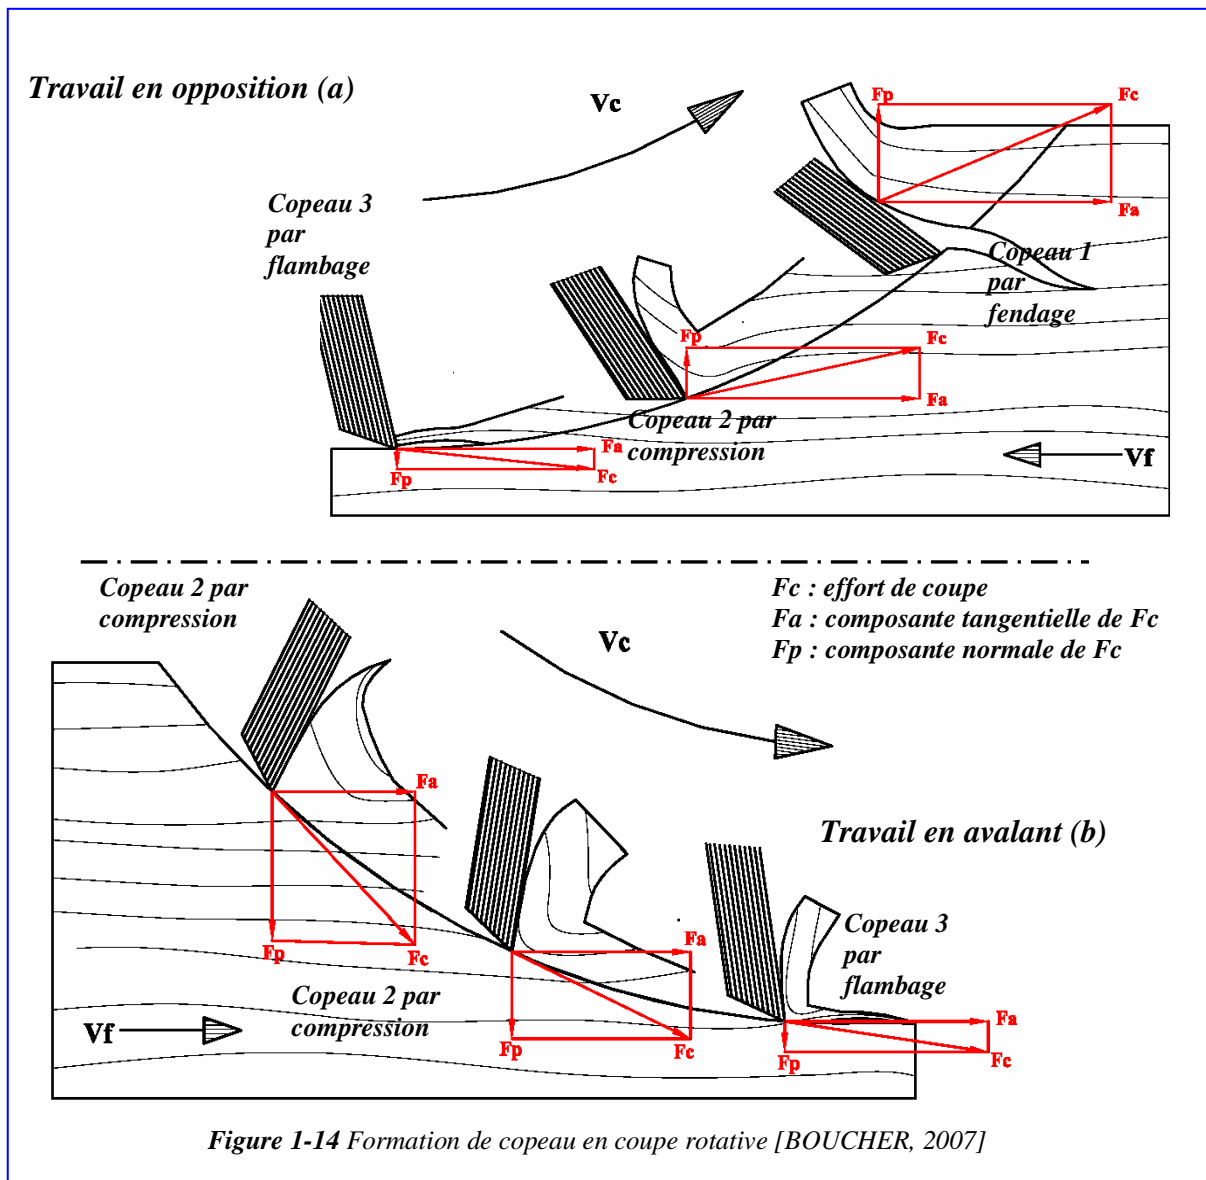 Travail en opposition (a)
Vc
Fp
Fc
Copeau 3
par
flambage
Fa
Copeau 1
par
fendage
Fp
Fc
Fa
Copeau 2 par
compression
Fa
Fp
Fc
Vf
Copeau 2 par
compression
Fc : effort de coupe
Fa : composante tangentielle de Fc
Fp : composante normale de Fc
Vc
Fa
Travail en avalant (b)
Fp
Fc
Fa
Copeau 3
par
flambage
Copeau 2 par
compression
Vf
Fp
Fc
Fa
Fp
Fc
Figure 1-14 Formation de copeau en coupe rotative [BOUCHER, 2007]